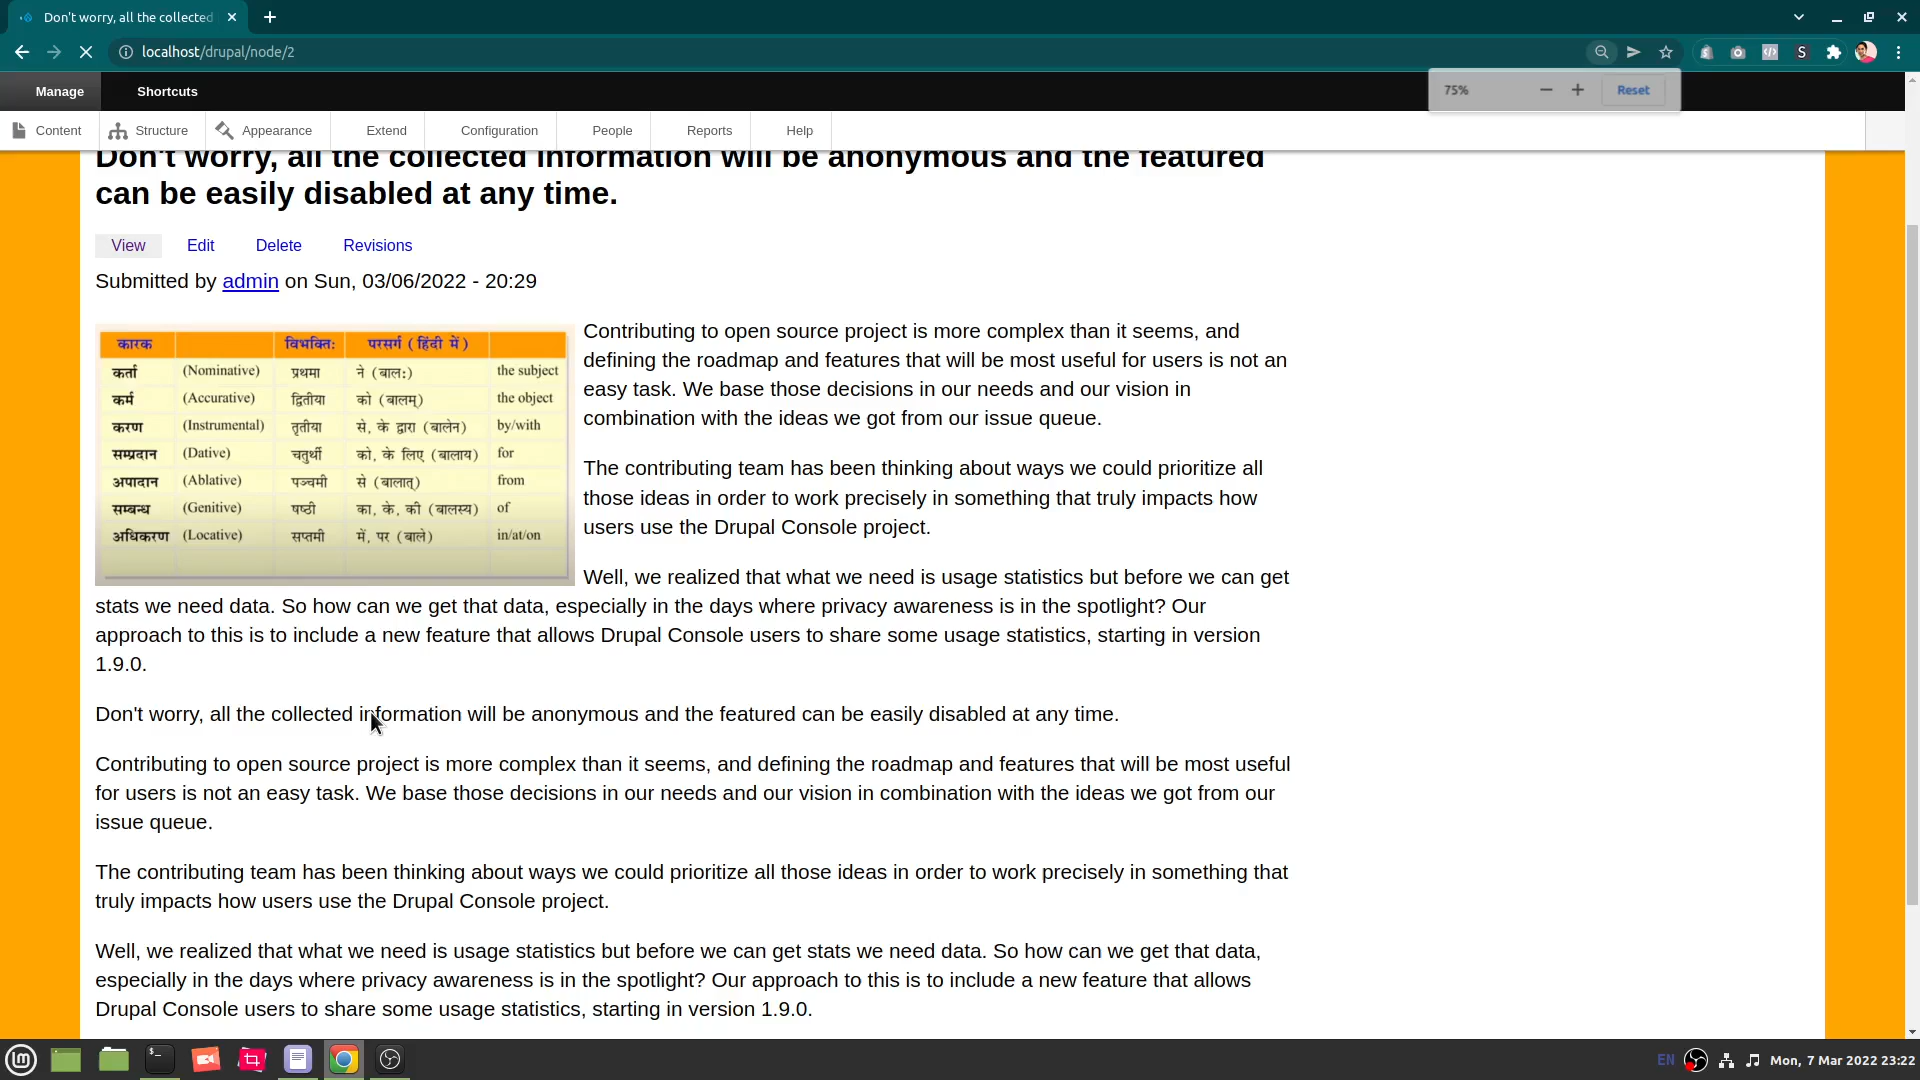 Don't worry, all the collected
localhost/drupal/node/2
Manage
Shortcuts
75%
Reset
Content
Structure
Appearance
Extend
Configuration
People
Reports
Help
Don't worry, all the collected information will be anonymous and the featured
can be easily disabled at any time.
View
Edit
Delete
Revisions
Submitted by admin on Sun, 03/06/2022 - 20:29
कारक विभक्ति: परसर्ग ( हिंदी में )
कर्ता (Nominative) प्रथमा ने (बाल:) the subject
कर्म (Accurative) द्वितीया को (बालम्) the object
करण (Instrumental) तृतीया से, के द्वारा (बालेन) by/with
सम्प्रदान (Dative) चतुर्थी को, के लिए (बालाय) for
अपादान (Ablative) पञ्चमी से (बालात्) from
सम्बन्ध (Genitive) षष्ठी का, के, की (बालस्य) of
अधिकरण (Locative) सप्तमी में, पर (बाले) in/at/on
Contributing to open source project is more complex than it seems, and
defining the roadmap and features that will be most useful for users is not an
easy task. We base those decisions in our needs and our vision in
combination with the ideas we got from our issue queue.
The contributing team has been thinking about ways we could prioritize all
those ideas in order to work precisely in something that truly impacts how
users use the Drupal Console project.
Well, we realized that what we need is usage statistics but before we can get
stats we need data. So how can we get that data, especially in the days where privacy awareness is in the spotlight? Our
approach to this is to include a new feature that allows Drupal Console users to share some usage statistics, starting in version
1.9.0.
Don't worry, all the collected information will be anonymous and the featured can be easily disabled at any time.
Contributing to open source project is more complex than it seems, and defining the roadmap and features that will be most useful
for users is not an easy task. We base those decisions in our needs and our vision in combination with the ideas we got from our
issue queue.
The contributing team has been thinking about ways we could prioritize all those ideas in order to work precisely in something that
truly impacts how users use the Drupal Console project.
Well, we realized that what we need is usage statistics but before we can get stats we need data. So how can we get that data,
especially in the days where privacy awareness is in the spotlight? Our approach to this is to include a new feature that allows
Drupal Console users to share some usage statistics, starting in version 1.9.0.
EN
Mon, 7 Mar 2022 23:22